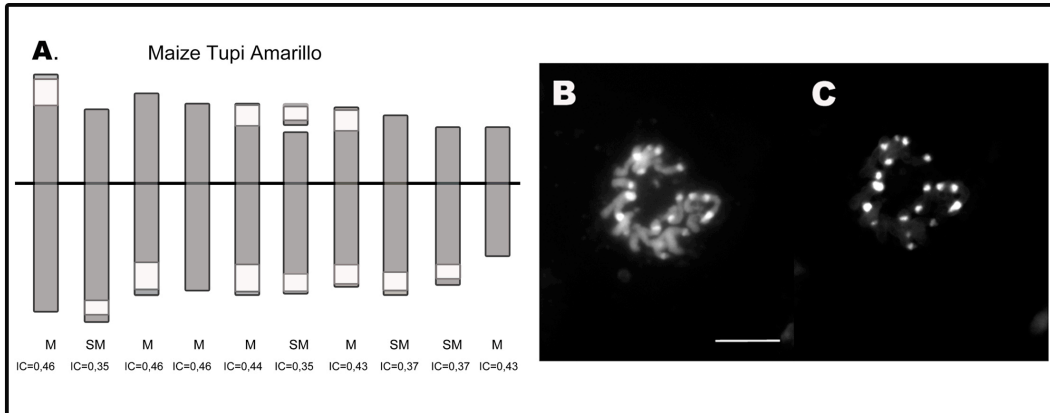 A.
Maize Tupi Amarillo
B
C
M SM M M M SM M SM SM M
IC=0,46 IC=0,35 IC=0,46 IC=0,46 IC=0,44 IC=0,35 IC=0,43 IC=0,37 IC=0,37 IC=0,43